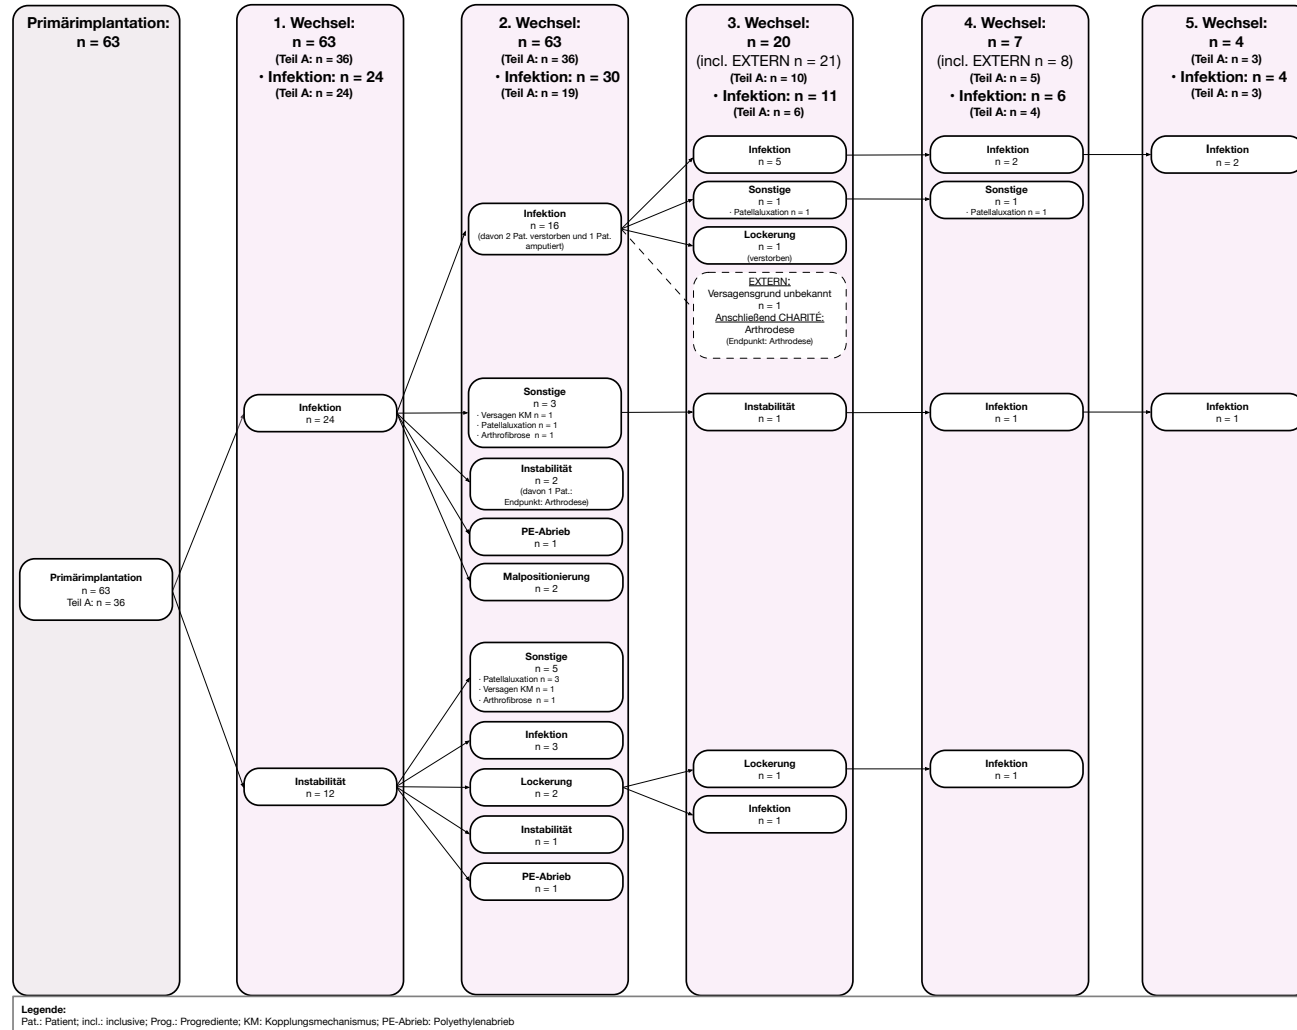 Primärimplantation:
n = 63
1. Wechsel:
n = 63
(Teil A: n = 36)
· Infektion: n = 24
(Teil A: n = 24)
2. Wechsel:
n = 63
(Teil A: n = 36)
· Infektion: n = 30
(Teil A: n = 19)
3. Wechsel:
n = 20
(incl. EXTERN n = 21)
(Teil A: n = 10)
· Infektion: n = 11
(Teil A: n = 6)
4. Wechsel:
n = 7
(incl. EXTERN n = 8)
(Teil A: n = 5)
· Infektion: n = 6
(Teil A: n = 4)
5. Wechsel:
n = 4
(Teil A: n = 3)
· Infektion: n = 4
(Teil A: n = 3)
Primärimplantation
n = 63
Teil A: n = 36
Infektion
n = 24
Instabilität
n = 12
Infektion
n = 16
(davon 2 Pat. verstorben und 1 Pat.
amputiert)
Sonstige
n = 3
· Versagen KM n = 1
· Patellaluxation n = 1
· Arthrofibrose n = 1
Instabilität
n = 2
(davon 1 Pat.:
Endpunkt: Arthrodese)
PE-Abrieb
n = 1
Malpositionierung
n = 2
Sonstige
n = 5
· Patellaluxation n = 3
· Versagen KM n = 1
· Arthrofibrose n = 1
Infektion
n = 3
Lockerung
n = 2
Instabilität
n = 1
PE-Abrieb
n = 1
Infektion
n = 5
Sonstige
n = 1
· Patellaluxation n = 1
Lockerung
n = 1
(verstorben)
EXTERN:
Versagensgrund unbekannt
n = 1
Anschließend CHARITÉ:
Arthrodese
(Endpunkt: Arthrodese)
Instabilität
n = 1
Lockerung
n = 1
Infektion
n = 1
Infektion
n = 2
Sonstige
n = 1
· Patellaluxation n = 1
Infektion
n = 1
Infektion
n = 1
Infektion
n = 2
Infektion
n = 1
Legende:
Pat.: Patient; incl.: inclusive; Prog.: Progrediente; KM: Kopplungsmechanismus; PE-Abrieb: Polyethylenabrieb